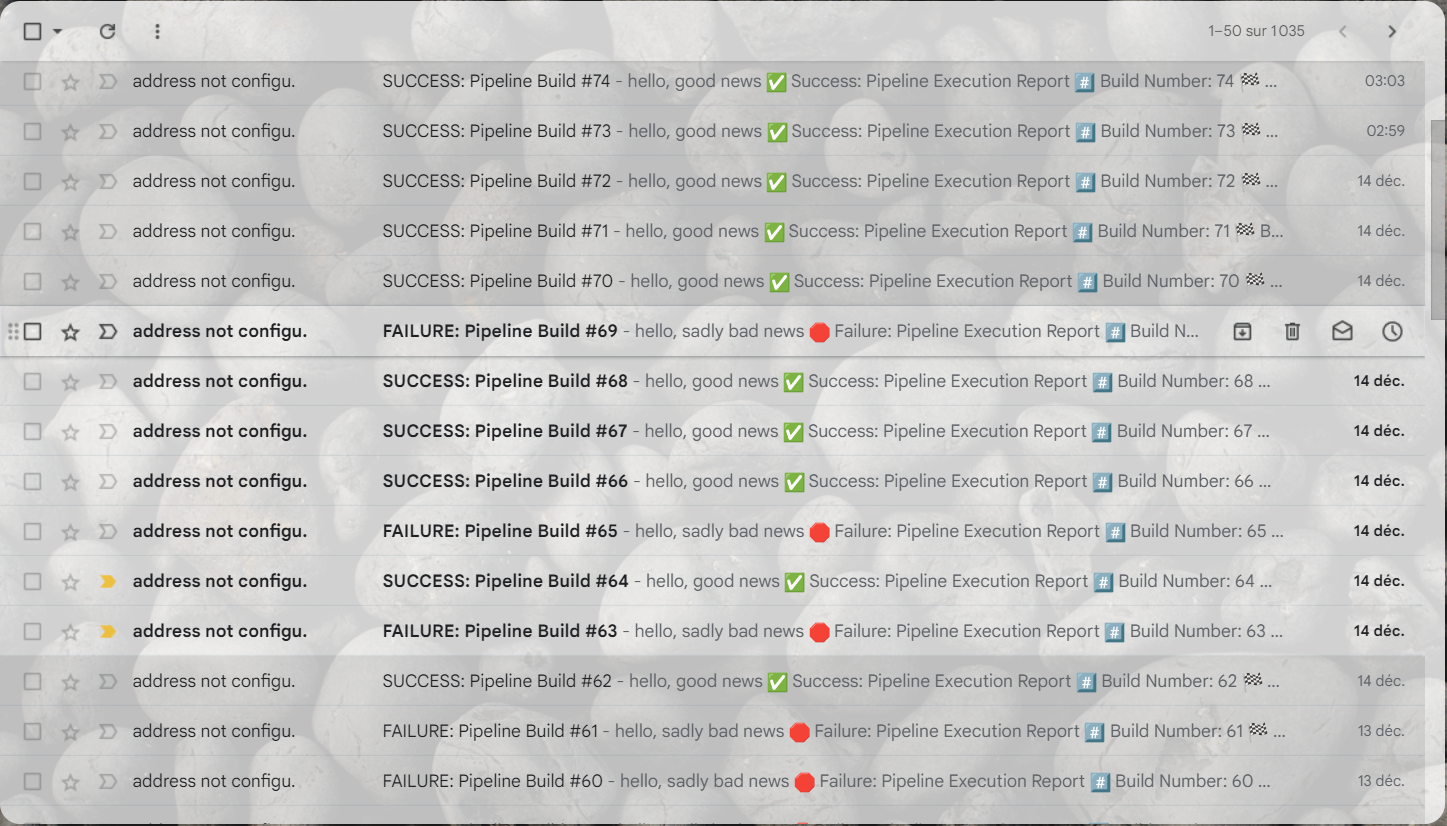 1–50 sur 1 035
address not configu. SUCCESS: Pipeline Build #74 - hello, good news ✅ Success: Pipeline Execution Report #️⃣ Build Number: 74 🏁 ... 03:03
address not configu. SUCCESS: Pipeline Build #73 - hello, good news ✅ Success: Pipeline Execution Report #️⃣ Build Number: 73 🏁 ... 02:59
address not configu. SUCCESS: Pipeline Build #72 - hello, good news ✅ Success: Pipeline Execution Report #️⃣ Build Number: 72 🏁 ... 14 déc.
address not configu. SUCCESS: Pipeline Build #71 - hello, good news ✅ Success: Pipeline Execution Report #️⃣ Build Number: 71 🏁 B... 14 déc.
address not configu. SUCCESS: Pipeline Build #70 - hello, good news ✅ Success: Pipeline Execution Report #️⃣ Build Number: 70 🏁 ... 14 déc.
address not configu. FAILURE: Pipeline Build #69 - hello, sadly bad news 🛑 Failure: Pipeline Execution Report #️⃣ Build N...
address not configu. SUCCESS: Pipeline Build #68 - hello, good news ✅ Success: Pipeline Execution Report #️⃣ Build Number: 68 ... 14 déc.
address not configu. SUCCESS: Pipeline Build #67 - hello, good news ✅ Success: Pipeline Execution Report #️⃣ Build Number: 67 ... 14 déc.
address not configu. SUCCESS: Pipeline Build #66 - hello, good news ✅ Success: Pipeline Execution Report #️⃣ Build Number: 66 ... 14 déc.
address not configu. FAILURE: Pipeline Build #65 - hello, sadly bad news 🛑 Failure: Pipeline Execution Report #️⃣ Build Number: 65 ... 14 déc.
address not configu. SUCCESS: Pipeline Build #64 - hello, good news ✅ Success: Pipeline Execution Report #️⃣ Build Number: 64 ... 14 déc.
address not configu. FAILURE: Pipeline Build #63 - hello, sadly bad news 🛑 Failure: Pipeline Execution Report #️⃣ Build Number: 63 ... 14 déc.
address not configu. SUCCESS: Pipeline Build #62 - hello, good news ✅ Success: Pipeline Execution Report #️⃣ Build Number: 62 🏁 ... 14 déc.
address not configu. FAILURE: Pipeline Build #61 - hello, sadly bad news 🛑 Failure: Pipeline Execution Report #️⃣ Build Number: 61 🏁 ... 13 déc.
address not configu. FAILURE: Pipeline Build #60 - hello, sadly bad news 🛑 Failure: Pipeline Execution Report #️⃣ Build Number: 60 ... 13 déc.